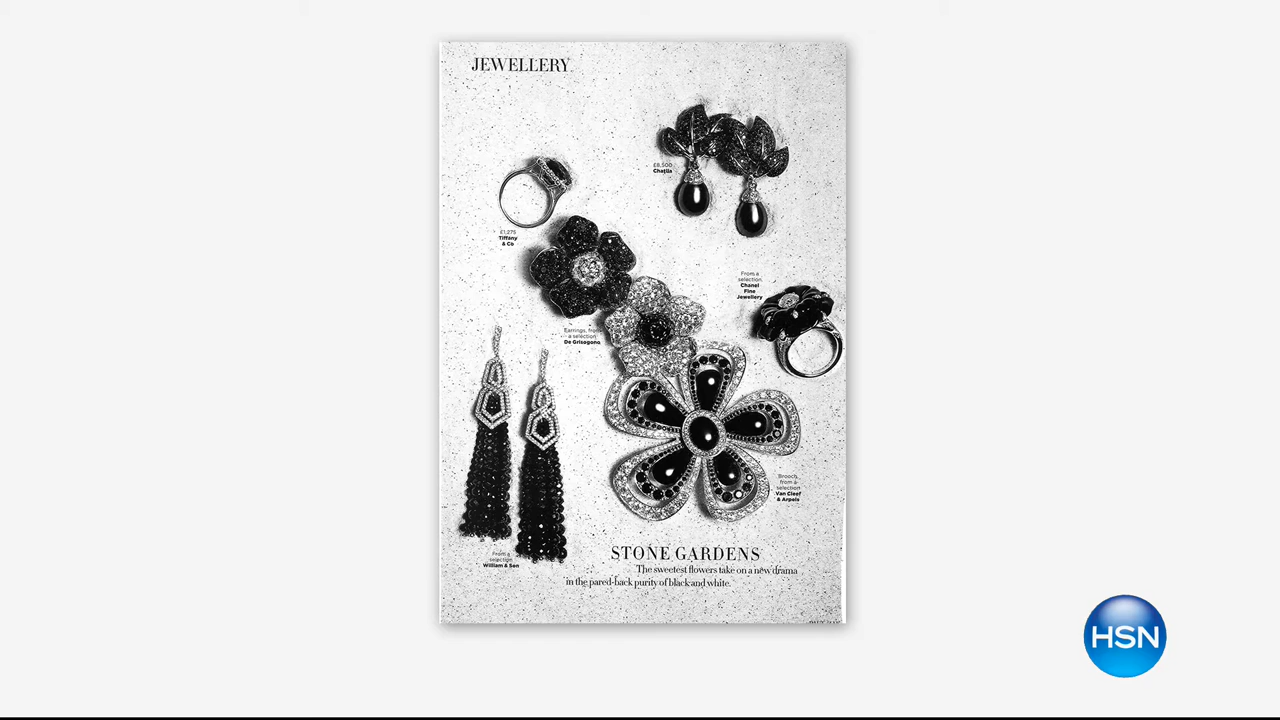 JEWELLERY
£8,500
Chatila
£1,275
Tiffany
& Co
From a
selection
Chanel
Fine
Jewellery
Earrings, from
a selection
De Grisogono
Brooch,
from a
selection
Van Cleef
& Arpels
From a
selection
William & Son
STONE GARDENS
The sweetest flowers take on a new drama
in the pared-back purity of black and white.
HSN